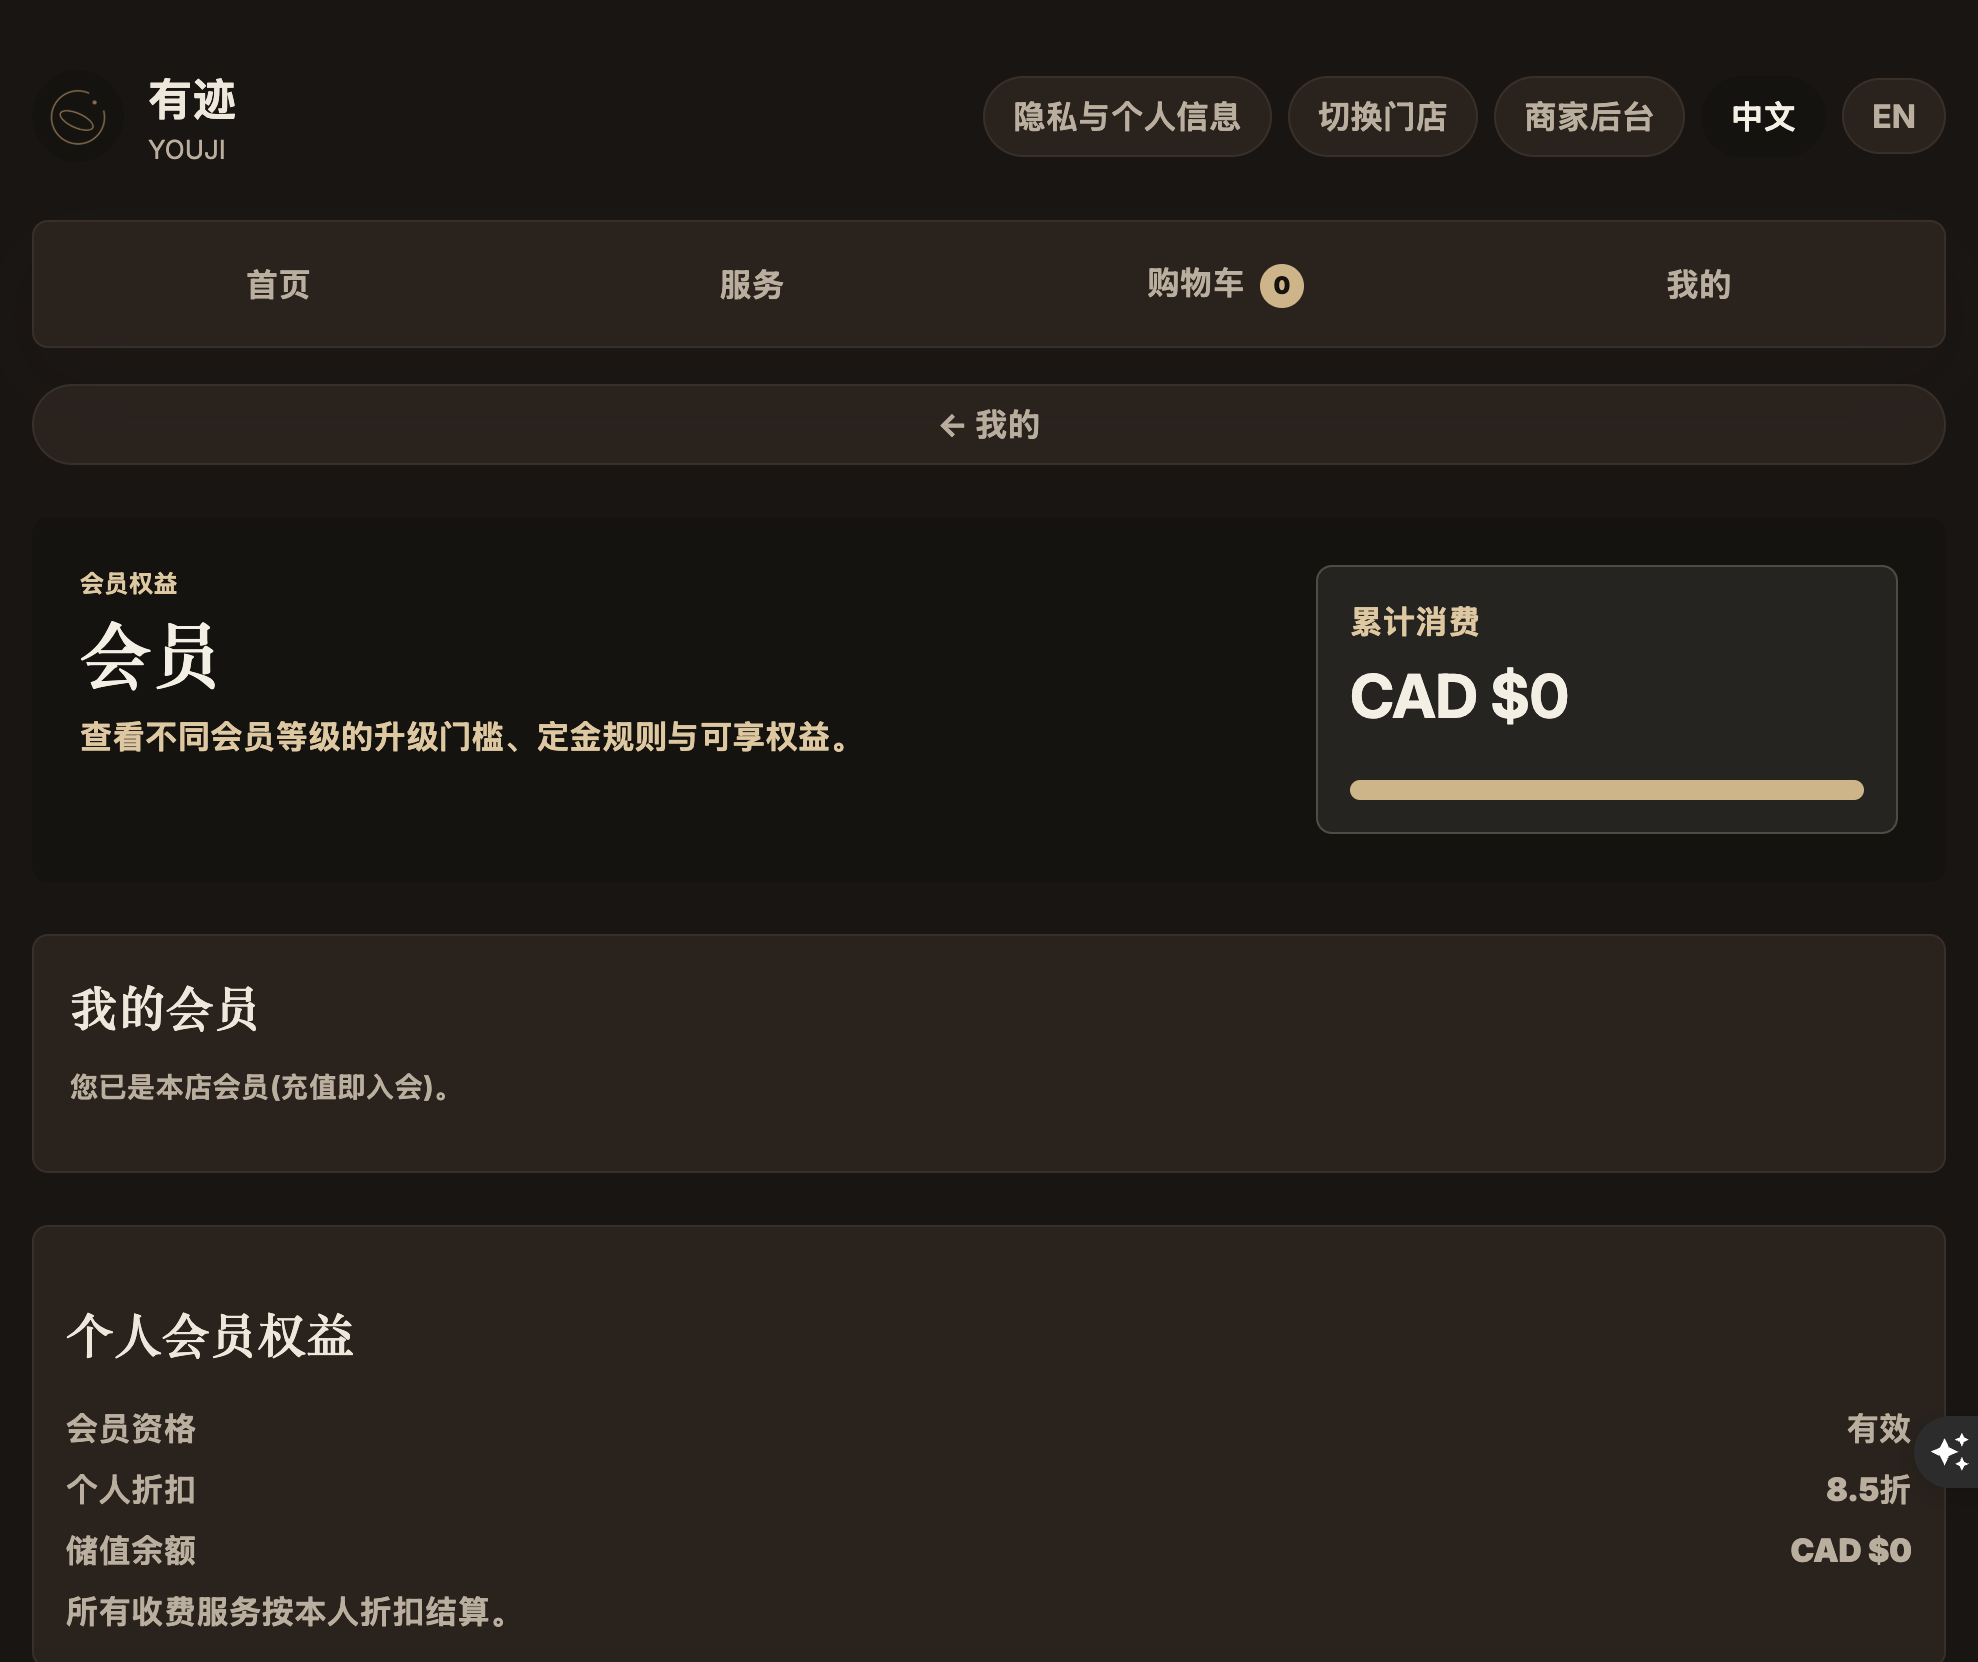 有迹
YOUJI
隐私与个人信息
切换门店
商家后台
中文
EN
首页
服务
购物车 0
我的
← 我的
会员权益
会员
查看不同会员等级的升级门槛、定金规则与可享权益。
累计消费
CAD $0
我的会员
您已是本店会员(充值即入会)。
个人会员权益
会员资格 有效
个人折扣 8.5折
储值余额 CAD $0
所有收费服务按本人折扣结算。